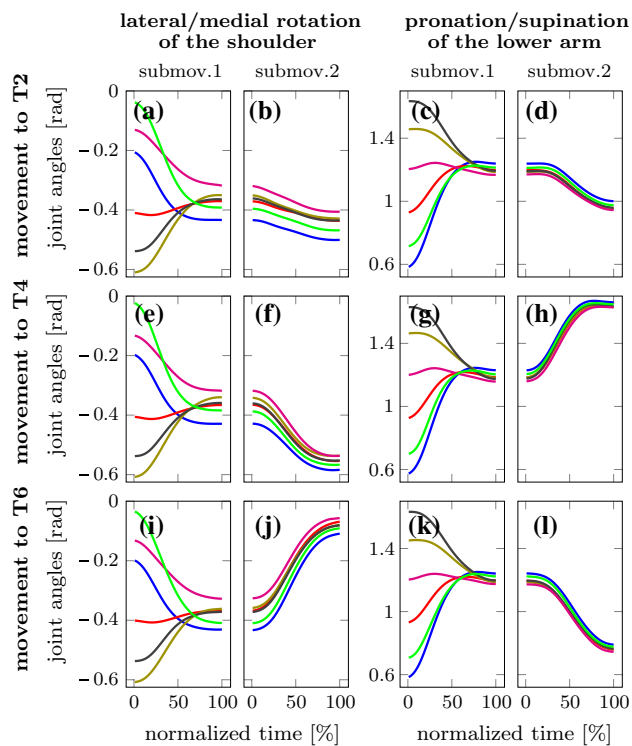 lateral/medial rotation
of the shoulder
pronation/supination
of the lower arm
submov.1
submov.2
submov.1
submov.2
movement to T2
joint angles [rad]
0
−0.2
−0.4
−0.6
(a)
(b)
1.4
1
0.6
(c)
(d)
movement to T4
joint angles [rad]
0
−0.2
−0.4
−0.6
(e)
(f)
1.4
1
0.6
(g)
(h)
movement to T6
joint angles [rad]
0
−0.2
−0.4
−0.6
(i)
(j)
1.4
1
0.6
(k)
(l)
0 50 100 0 50 100 0 50 100 0 50 100
normalized time [%]
normalized time [%]